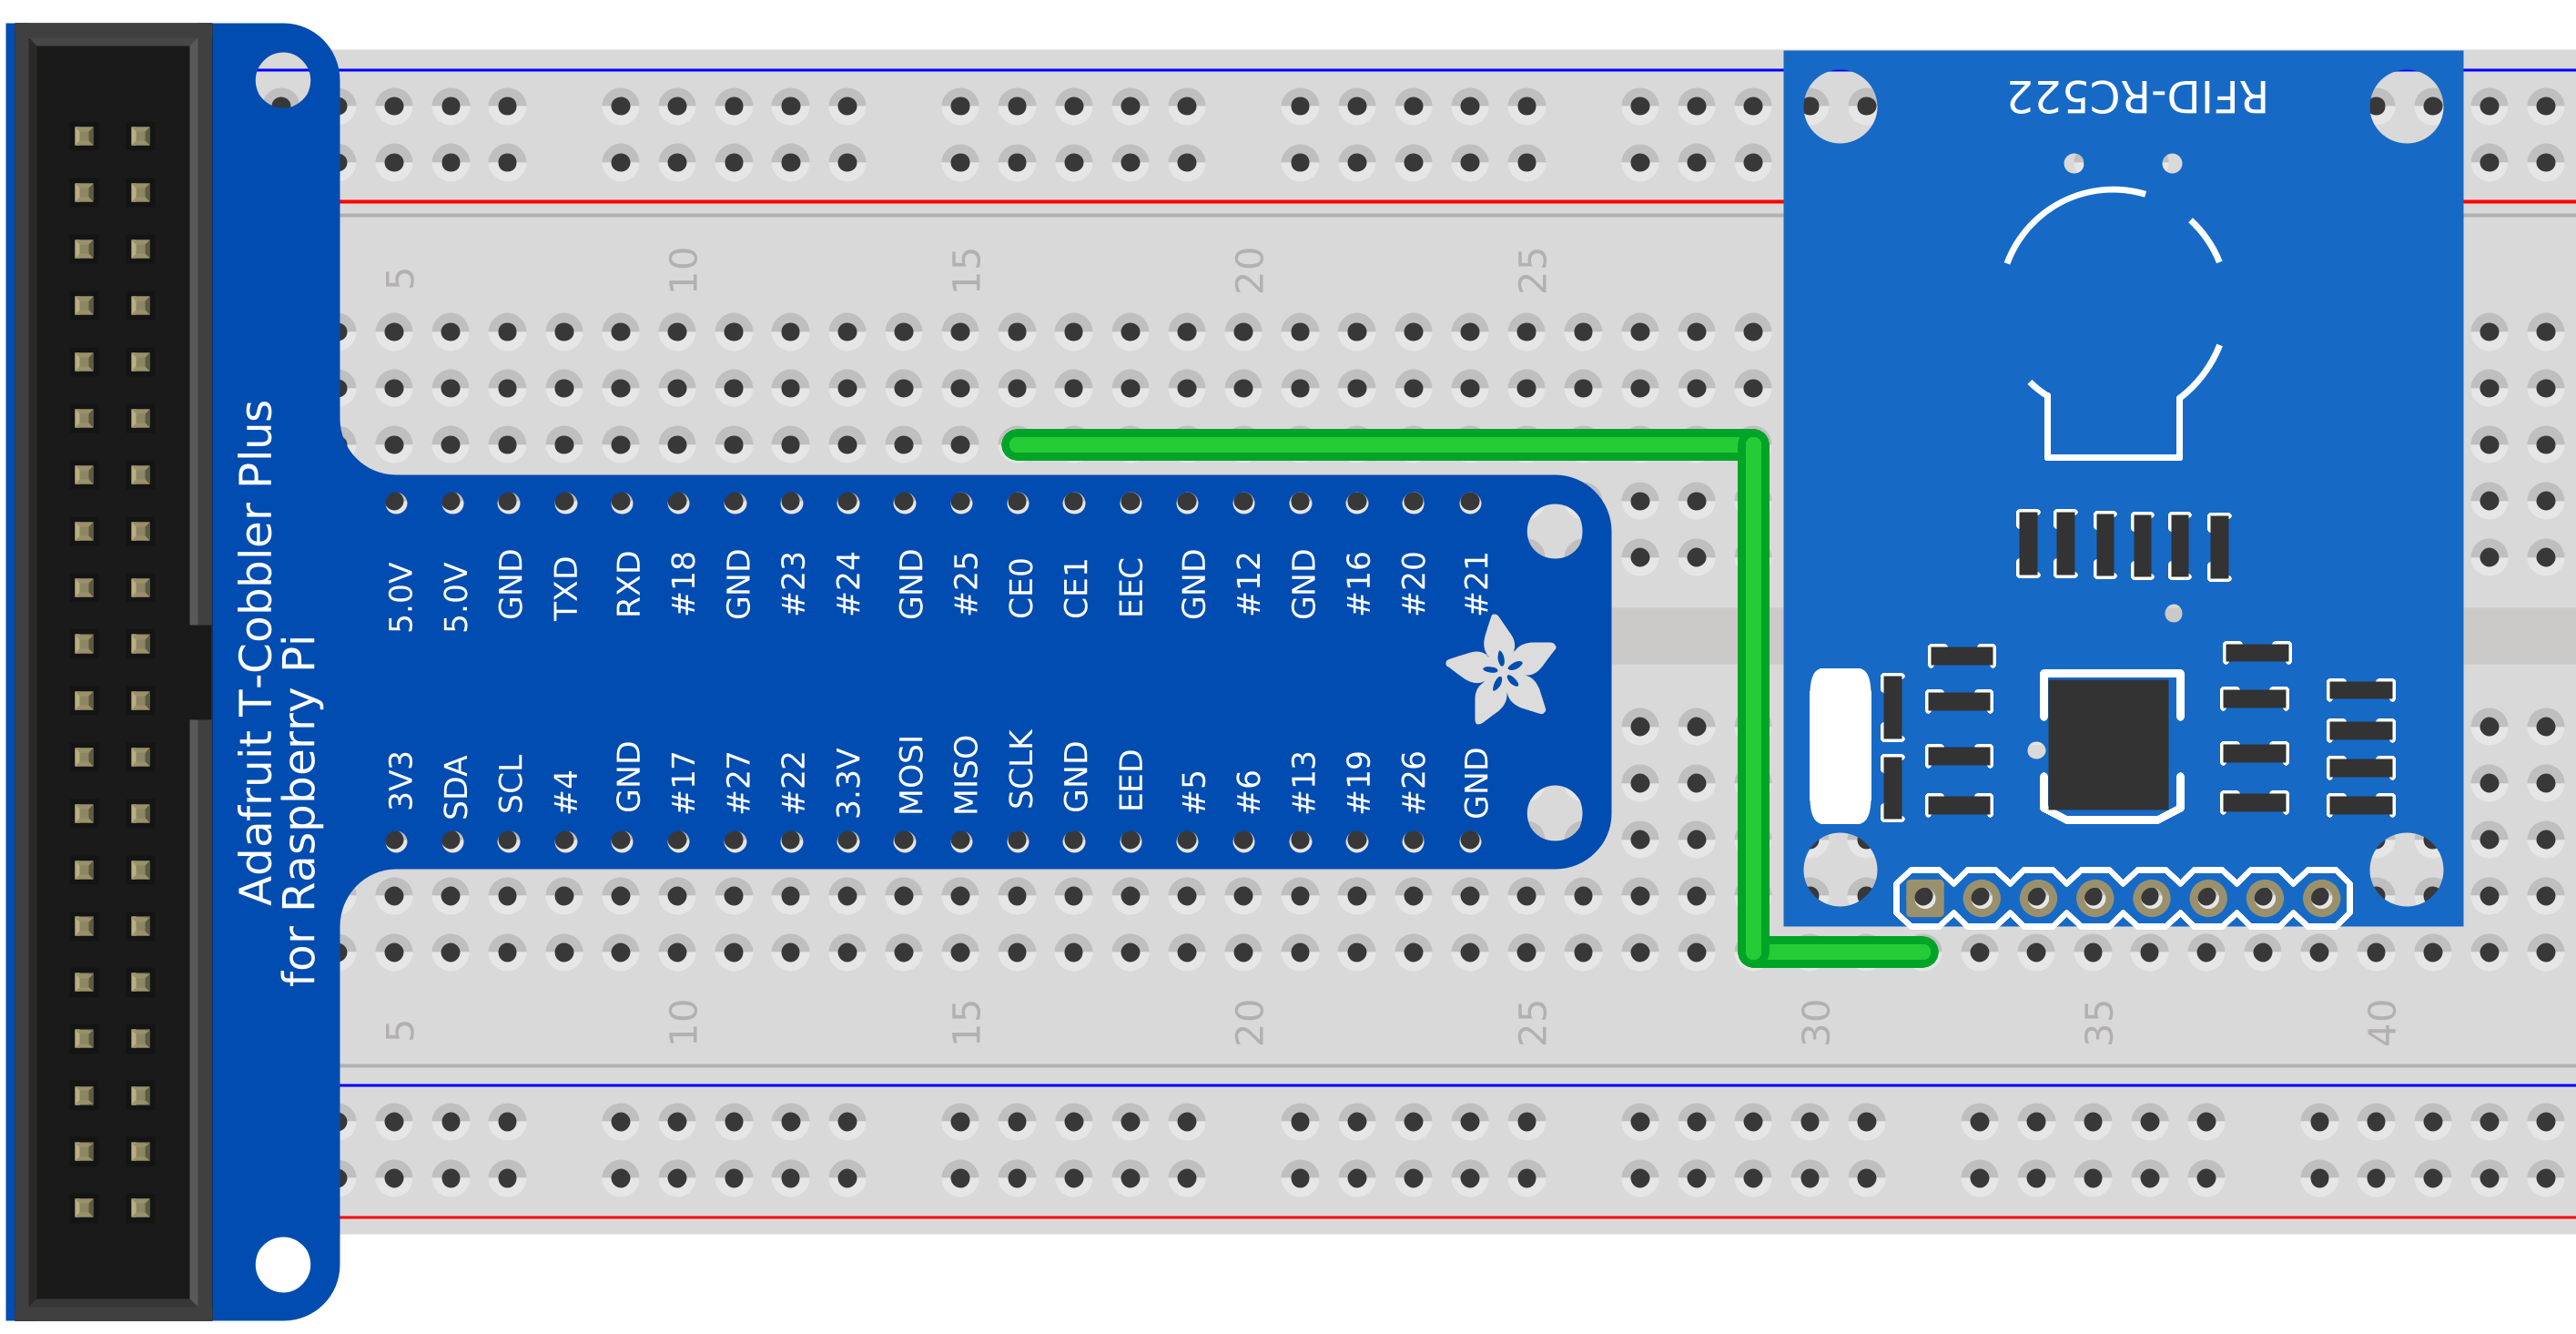 RFID-RC522
5 10 15 20 25
5.0V 5.0V GND TXD RXD #18 GND #23 #24 GND #25 CE0 CE1 EEC GND #12 GND #16 #20 #21
Adafruit T-Cobbler Plus
for Raspberry Pi
3V3 SDA SCL #4 GND #17 #27 #22 3.3V MOSI MISO SCLK GND EED #5 #6 #13 #19 #26 GND
5 10 15 20 25 30 35 40